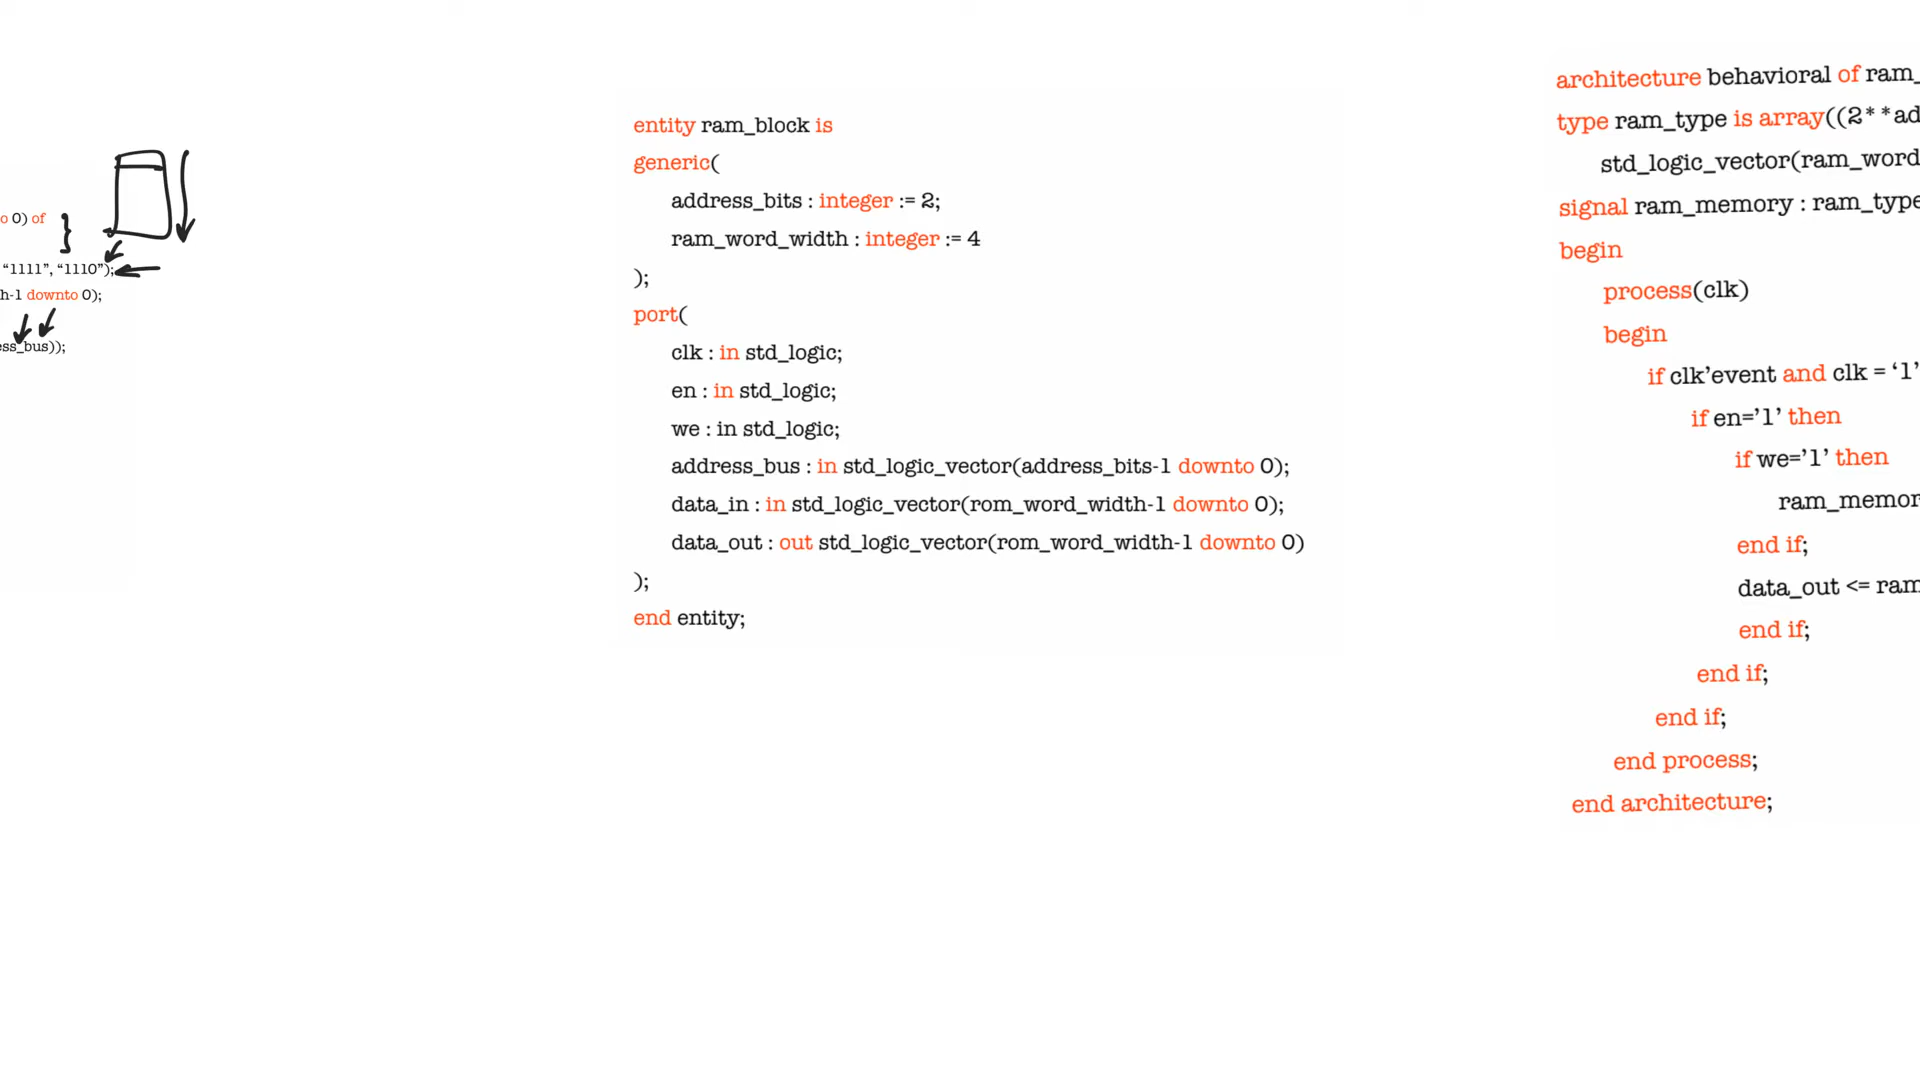 o 0) of
“1111”, “1110”);
h-1 downto 0);
ess_bus));
entity ram_block is
generic(
address_bits : integer := 2;
ram_word_width : integer := 4
);
port(
clk : in std_logic;
en : in std_logic;
we : in std_logic;
address_bus : in std_logic_vector(address_bits-1 downto 0);
data_in : in std_logic_vector(rom_word_width-1 downto 0);
data_out : out std_logic_vector(rom_word_width-1 downto 0)
);
end entity;
architecture behavioral of ram_
type ram_type is array((2**ad
std_logic_vector(ram_word
signal ram_memory : ram_type
begin
process(clk)
begin
if clk’event and clk = ‘1’
if en=’1’ then
if we=’1’ then
ram_memor
end if;
data_out <= ram
end if;
end if;
end if;
end process;
end architecture;